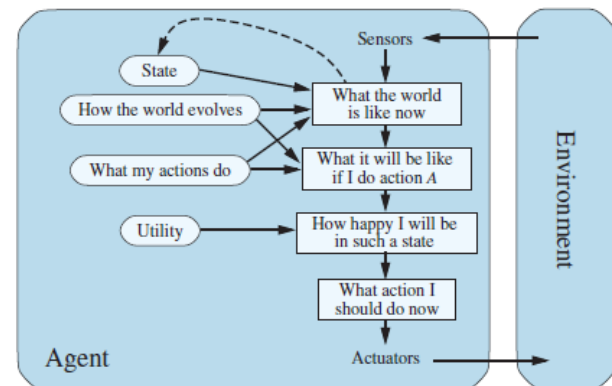 Sensors
State
What the world
is like now
How the world evolves
What it will be like
if I do action A
What my actions do
How happy I will be
in such a state
Utility
What action I
should do now
Agent
Actuators
Environment